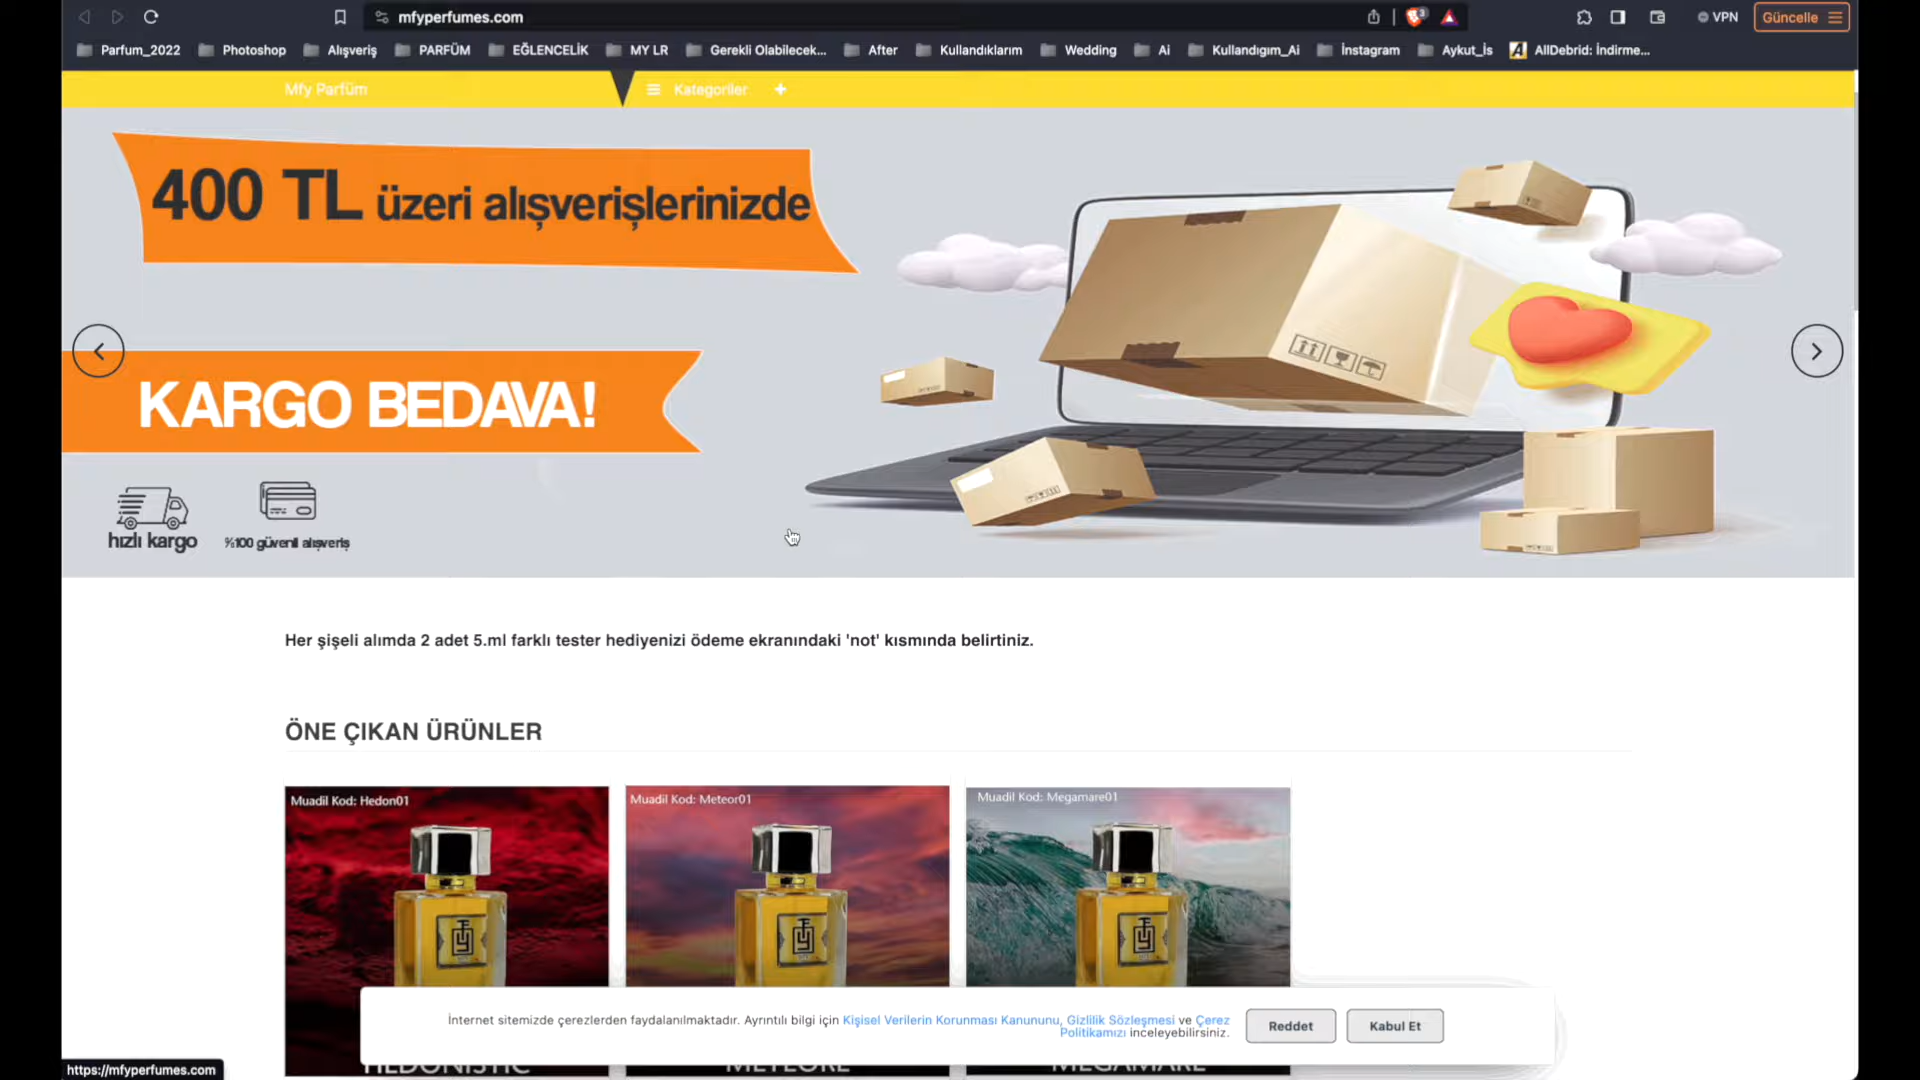 mfyperfumes.com
VPN
Güncelle
Parfum_2022
Photoshop
Alışveriş
PARFÜM
EĞLENCELİK
MY LR
Gerekli Olabilecek...
After
Kullandıklarım
Wedding
Ai
Kullandıgım_Ai
İnstagram
Aykut_İs
AllDebrid: İndirme...
Mfy Parfüm
Kategoriler
400 TL üzeri alışverişlerinizde
KARGO BEDAVA!
hızlı kargo
%100 güvenli alışveriş
Her şişeli alımda 2 adet 5.ml farklı tester hediyenizi ödeme ekranındaki 'not' kısmında belirtiniz.
ÖNE ÇIKAN ÜRÜNLER
Muadil Kod: Hedon01
Muadil Kod: Meteor01
Muadil Kod: Megamare01
İnternet sitemizde çerezlerden faydalanılmaktadır. Ayrıntılı bilgi için Kişisel Verilerin Korunması Kanununu, Gizlilik Sözleşmesi ve Çerez
Politikamızı inceleyebilirsiniz.
Reddet
Kabul Et
HEDONISTIC
METEORE
MEGAMARE
https://mfyperfumes.com